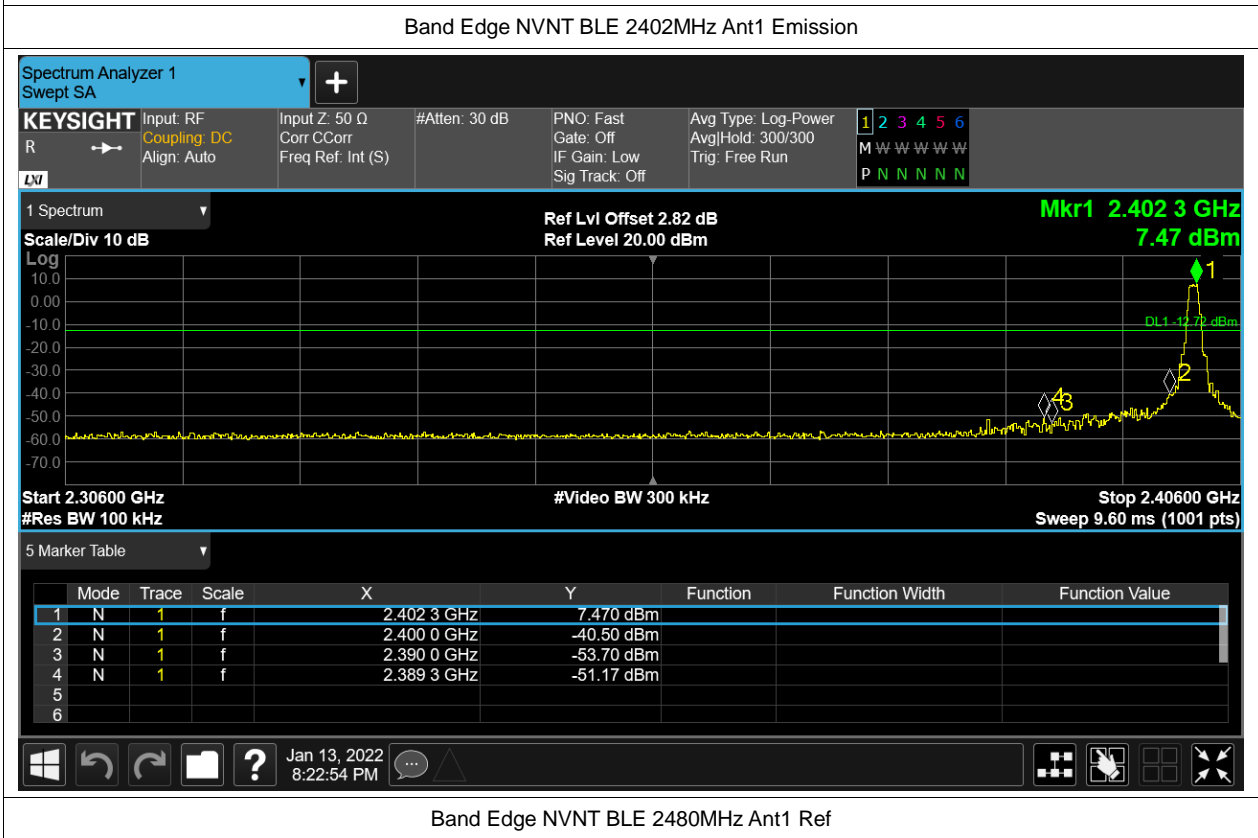 Band Edge NVNT BLE 2402MHz Ant1 Emission
Spectrum Analyzer 1
Swept SA
+
KEYSIGHT Input: RF Input Z: 50 Ω #Atten: 30 dB PNO: Fast Avg Type: Log-Power 1 2 3 4 5 6
R Coupling: DC Corr CCorr Gate: Off Avg|Hold: 300/300 M W W W W W
Align: Auto Freq Ref: Int (S) IF Gain: Low Trig: Free Run
LXI Sig Track: Off P N N N N N
1 Spectrum Ref Lvl Offset 2.82 dB Mkr1 2.402 3 GHz
Scale/Div 10 dB Ref Level 20.00 dBm 7.47 dBm
Log
1
10.0
0.00
-10.0 DL1 -12.72 dBm
-20.0
-30.0
2
-40.0
4 3
-50.0
-60.0
-70.0
Start 2.30600 GHz #Video BW 300 kHz Stop 2.40600 GHz
#Res BW 100 kHz Sweep 9.60 ms (1001 pts)
5 Marker Table
Mode Trace Scale X Y Function Function Width Function Value
1 N 1 f 2.402 3 GHz 7.470 dBm
2 N 1 f 2.400 0 GHz -40.50 dBm
3 N 1 f 2.390 0 GHz -53.70 dBm
4 N 1 f 2.389 3 GHz -51.17 dBm
5
6
? Jan 13, 2022
8:22:54 PM
Band Edge NVNT BLE 2480MHz Ant1 Ref